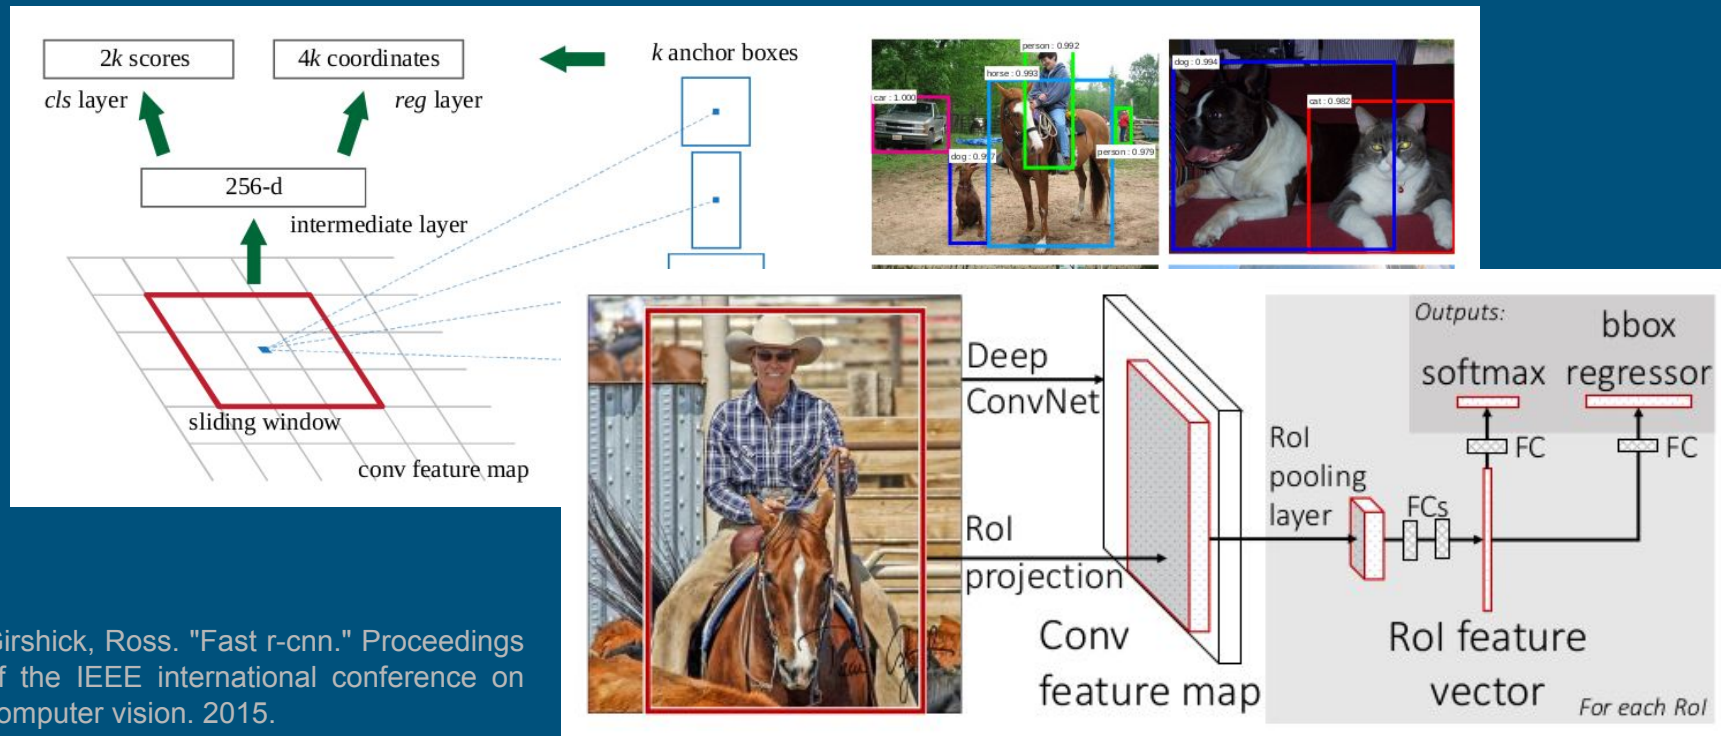 2k scores
4k coordinates
k anchor boxes
cls layer
reg layer
256-d
intermediate layer
sliding window
conv feature map
person : 0.992
horse : 0.993
car : 1.000
dog : 0.997
person : 0.979
dog : 0.994
cat : 0.982
Deep
ConvNet
RoI
projection
Conv
feature map
RoI
pooling
layer
FCs
Outputs:
softmax
bbox
regressor
FC
FC
RoI feature
vector
For each RoI
Girshick, Ross. "Fast r-cnn." Proceedings
of the IEEE international conference on
computer vision. 2015.